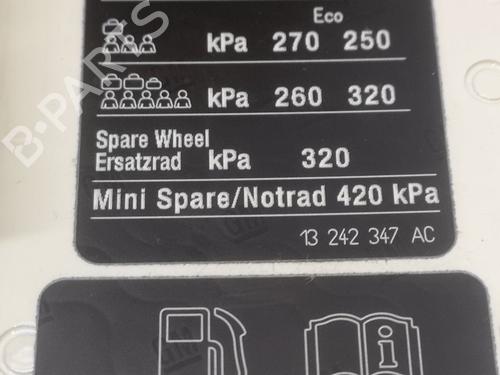 Eco
kPa 270 250
kPa 260 320
Spare Wheel
Ersatzrad kPa 320
Mini Spare/Notrad 420 kPa
13 242 347 AC
B-PARTS
i